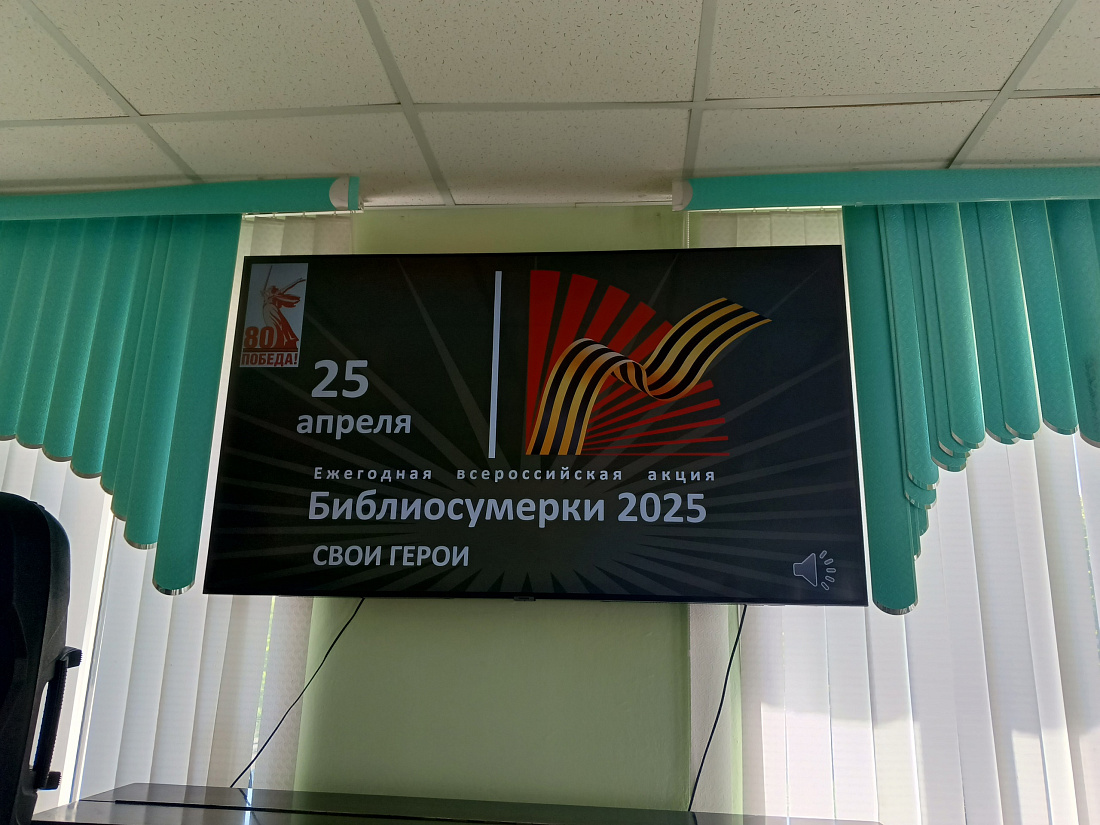 80
ПОБЕДА!
25
апреля
Ежегодная всероссийская акция
Библиосумерки 2025
СВОИ ГЕРОИ